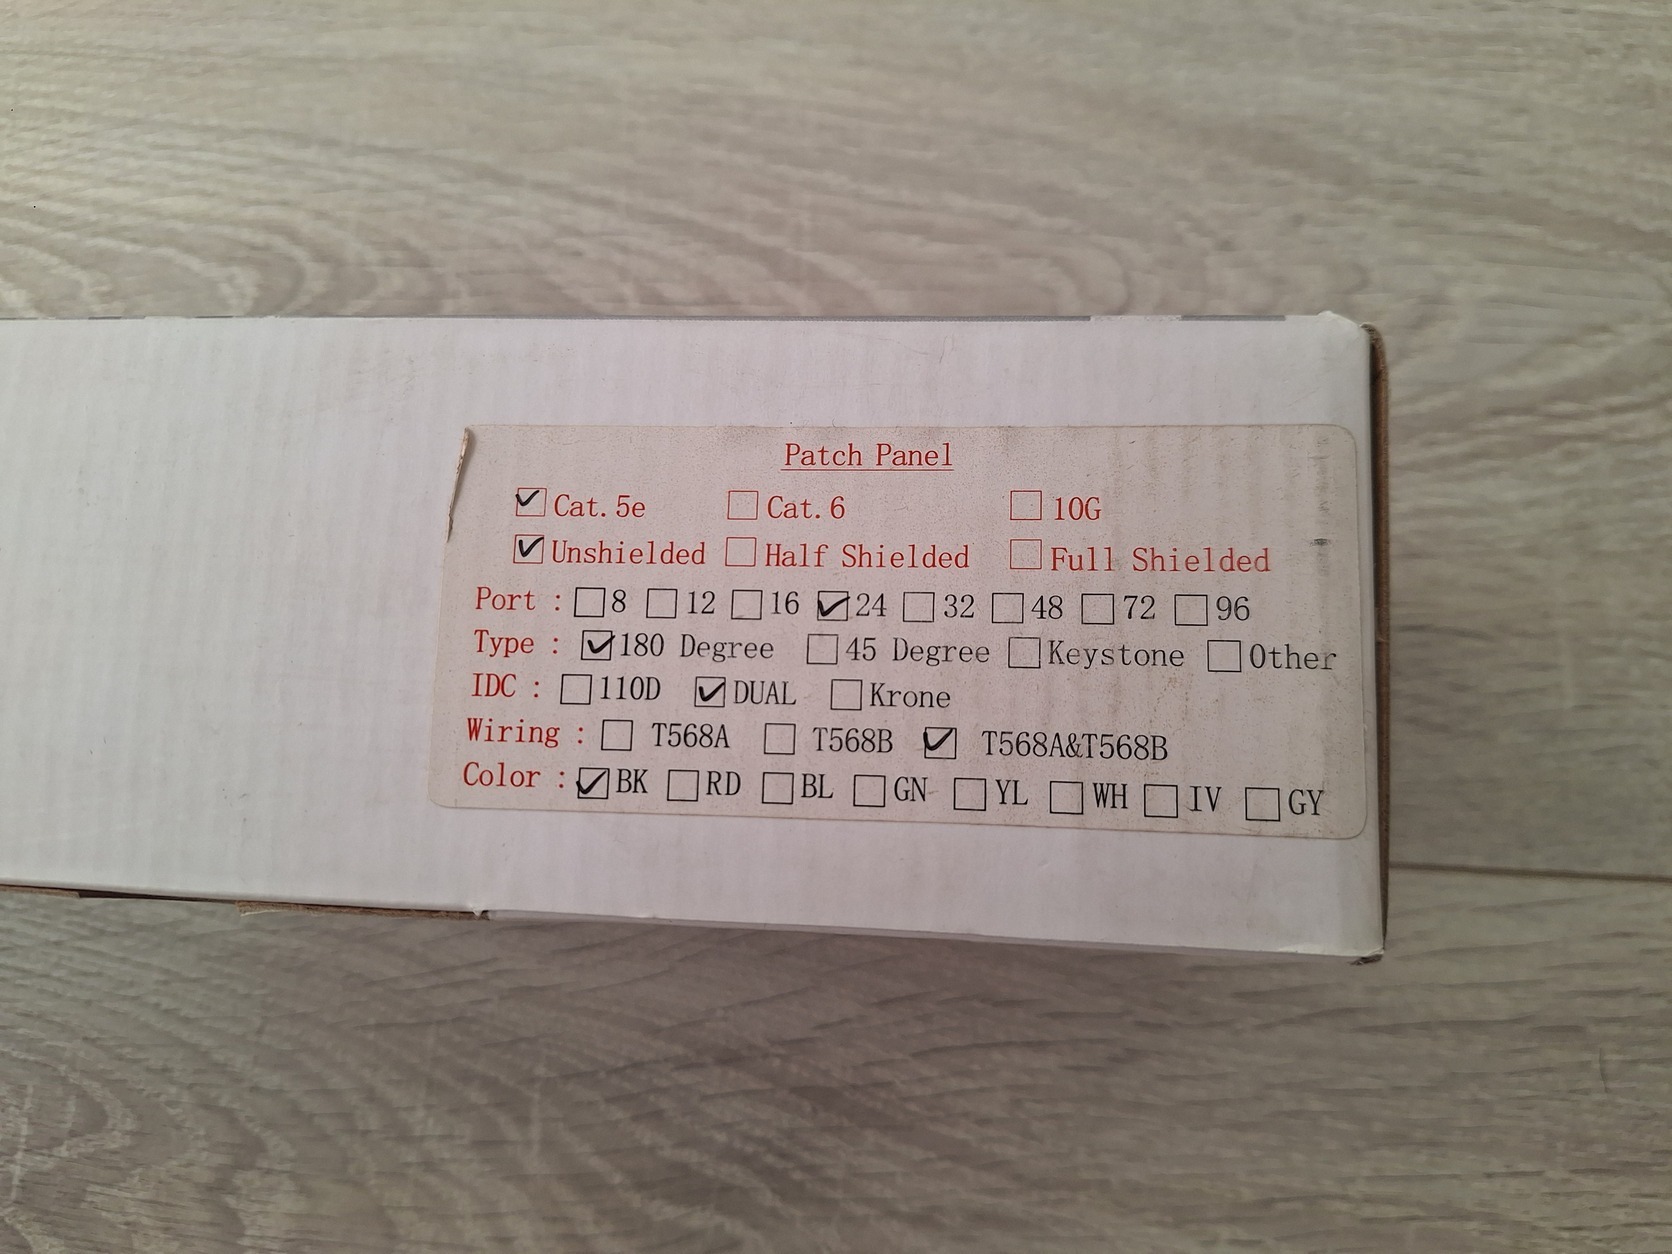 Patch Panel
☑Cat.5e ☐Cat.6 ☐10G
☑Unshielded ☐Half Shielded ☐Full Shielded
Port : ☐8 ☐12 ☐16 ☑24 ☐32 ☐48 ☐72 ☐96
Type : ☑180 Degree ☐45 Degree ☐Keystone ☐Other
IDC : ☐110D ☑DUAL ☐Krone
Wiring : ☐ T568A ☐ T568B ☑ T568A&T568B
Color : ☑BK ☐RD ☐BL ☐GN ☐YL ☐WH ☐IV ☐GY